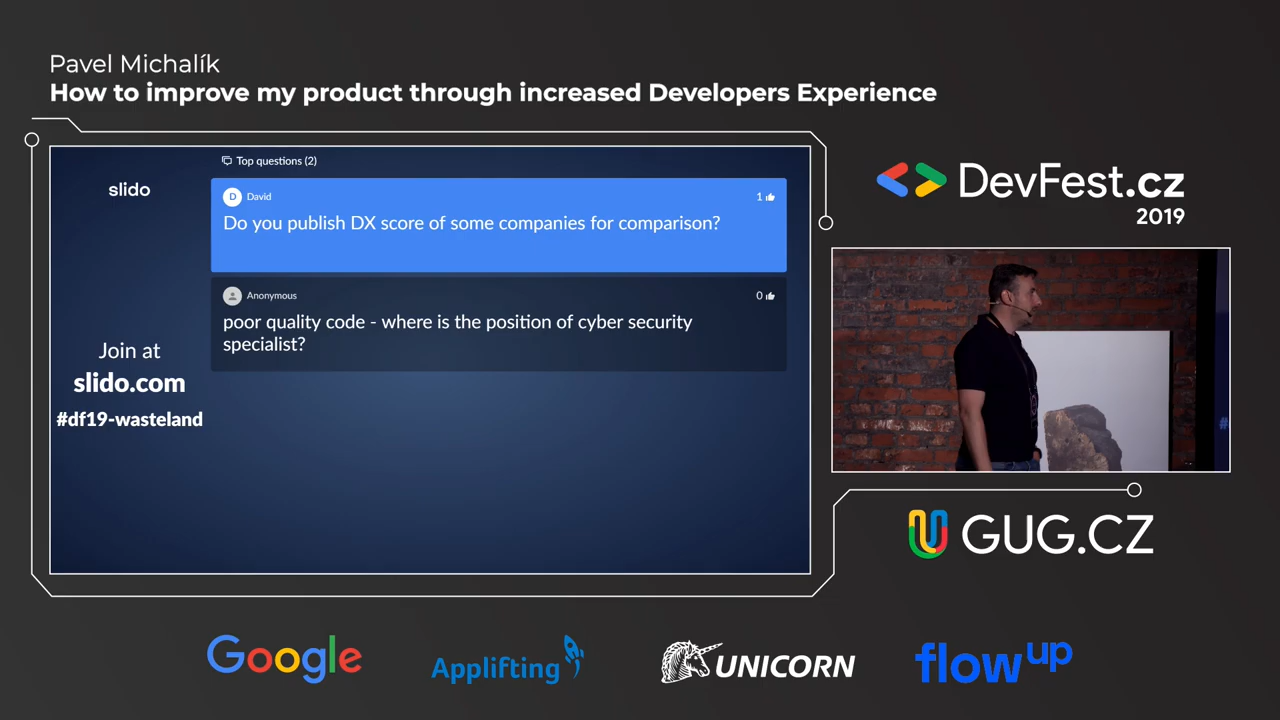 Pavel Michalík
How to improve my product through increased Developers Experience
slido
Top questions (2)
D
David
1
Do you publish DX score of some companies for comparison?
Anonymous
0
poor quality code - where is the position of cyber security
specialist?
Join at
slido.com
#df19-wasteland
DevFest.cz
2019
#
GUG.CZ
Google
Applifting
UNICORN
flowup